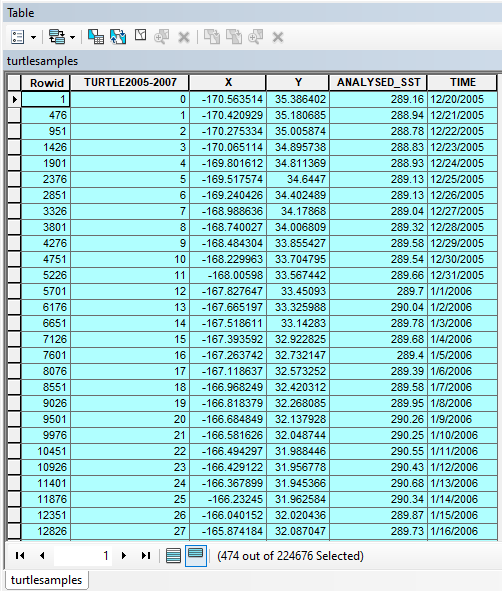 Table
turtlesamples
Rowid TURTLE2005-2007 X Y ANALYSED_SST TIME
1 0 -170.563514 35.386402 289.16 12/20/2005
476 1 -170.420929 35.180685 288.94 12/21/2005
951 2 -170.275334 35.005874 288.78 12/22/2005
1426 3 -170.065114 34.895738 288.83 12/23/2005
1901 4 -169.801612 34.811369 288.93 12/24/2005
2376 5 -169.517574 34.6447 289.13 12/25/2005
2851 6 -169.240426 34.402489 289.13 12/26/2005
3326 7 -168.988636 34.17868 289.04 12/27/2005
3801 8 -168.740027 34.006809 289.32 12/28/2005
4276 9 -168.484304 33.855427 289.58 12/29/2005
4751 10 -168.229963 33.704795 289.54 12/30/2005
5226 11 -168.00598 33.567442 289.66 12/31/2005
5701 12 -167.827647 33.45093 289.7 1/1/2006
6176 13 -167.665197 33.325988 290.04 1/2/2006
6651 14 -167.518611 33.14283 289.78 1/3/2006
7126 15 -167.393592 32.922825 289.68 1/4/2006
7601 16 -167.263742 32.732147 289.4 1/5/2006
8076 17 -167.118637 32.573252 289.39 1/6/2006
8551 18 -166.968249 32.420312 289.58 1/7/2006
9026 19 -166.818379 32.268085 289.95 1/8/2006
9501 20 -166.684849 32.137928 290.26 1/9/2006
9976 21 -166.581626 32.048744 290.25 1/10/2006
10451 22 -166.494297 31.988446 290.55 1/11/2006
10926 23 -166.429122 31.956778 290.43 1/12/2006
11401 24 -166.367899 31.945366 290.68 1/13/2006
11876 25 -166.23245 31.962584 290.34 1/14/2006
12351 26 -166.040152 32.020436 289.87 1/15/2006
12826 27 -165.874184 32.087047 289.73 1/16/2006
1 (474 out of 224676 Selected)
turtlesamples